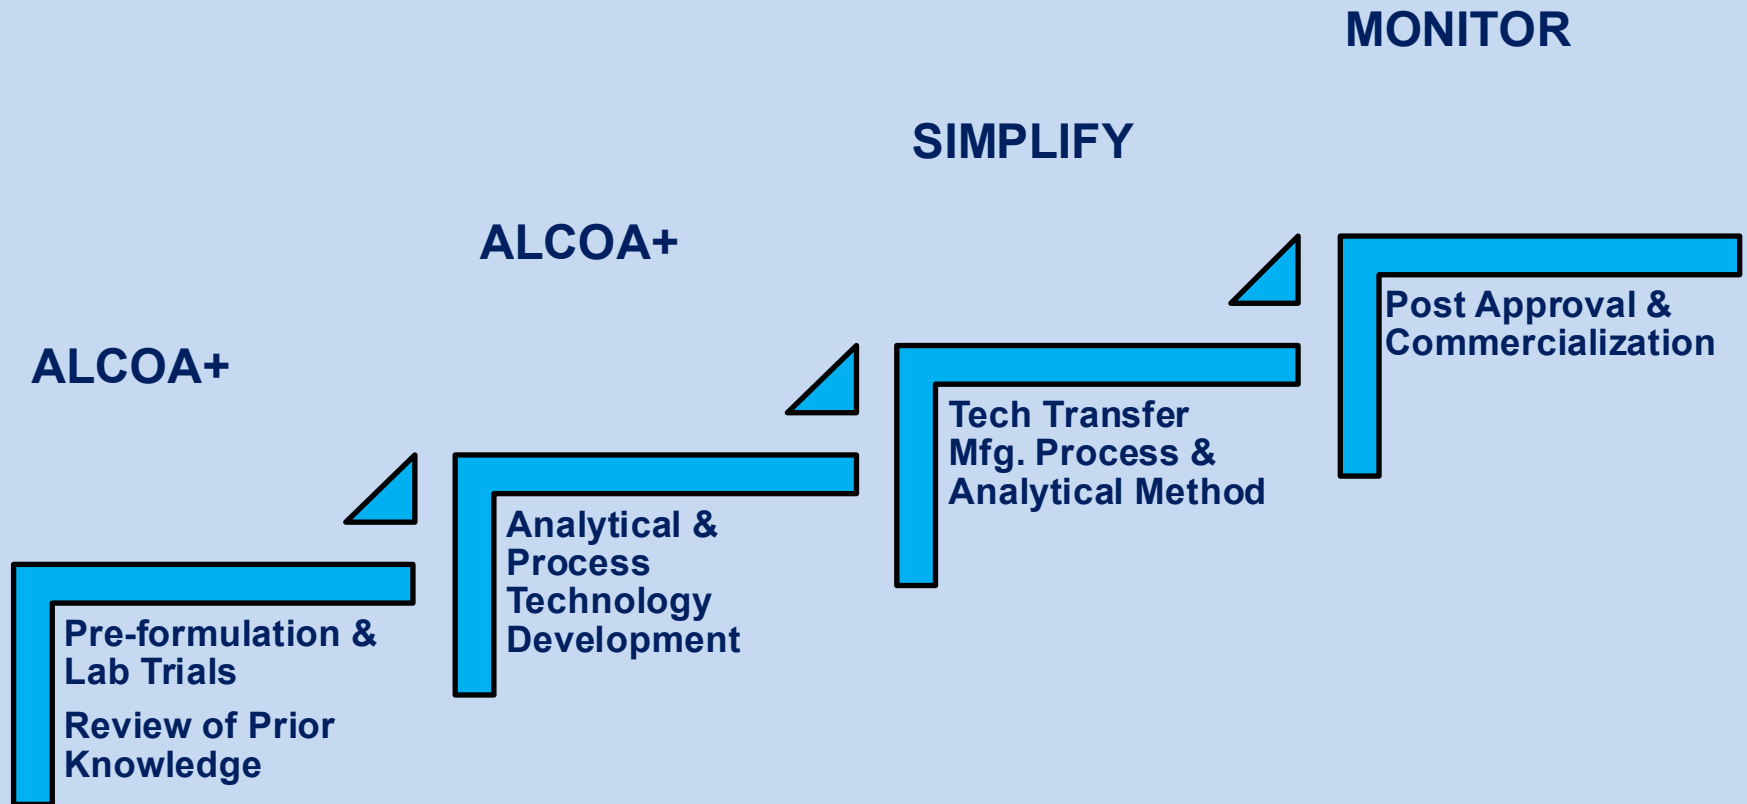 MONITOR
SIMPLIFY
ALCOA+
ALCOA+
Post Approval &
Commercialization
Tech Transfer
Mfg. Process &
Analytical Method
Analytical &
Process
Technology
Development
Pre-formulation &
Lab Trials
Review of Prior
Knowledge